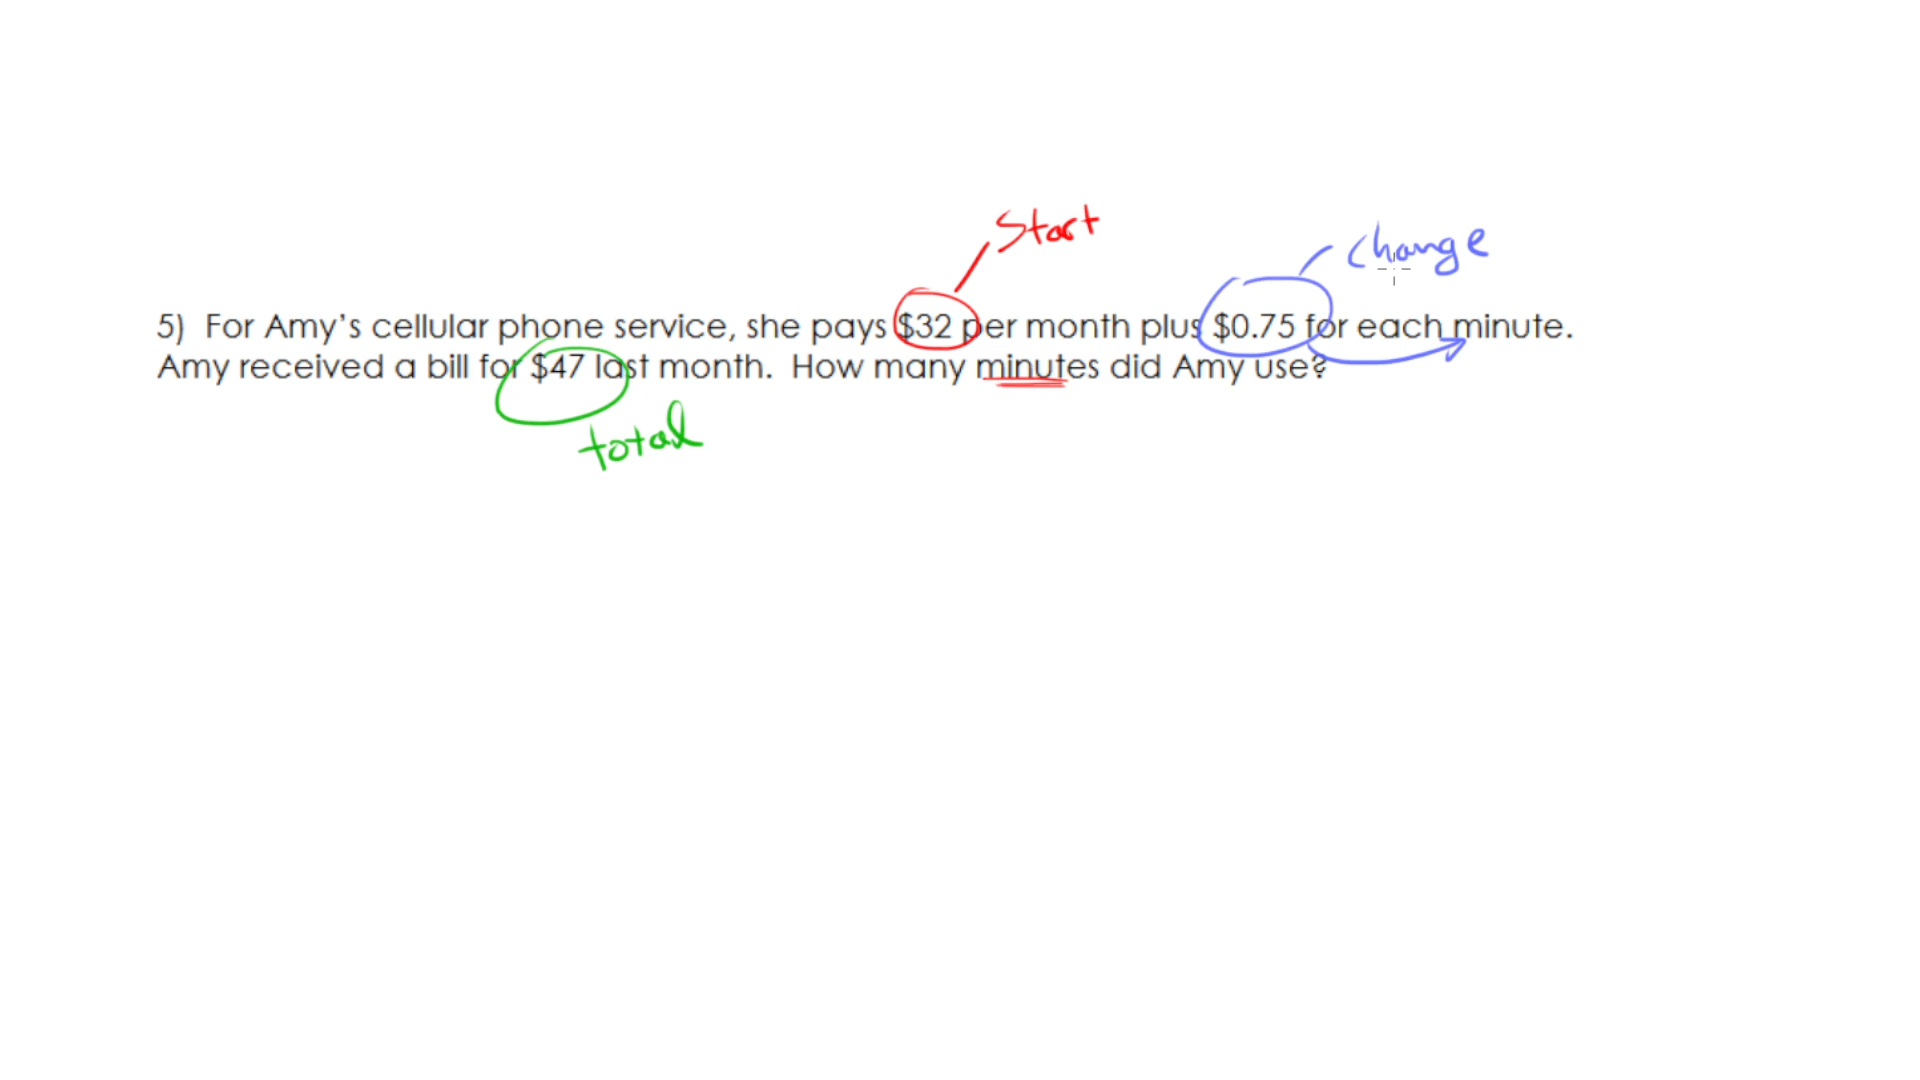 Start
change
5) For Amy's cellular phone service, she pays $32 per month plus $0.75 for each minute.
Amy received a bill for $47 last month. How many minutes did Amy use?
total